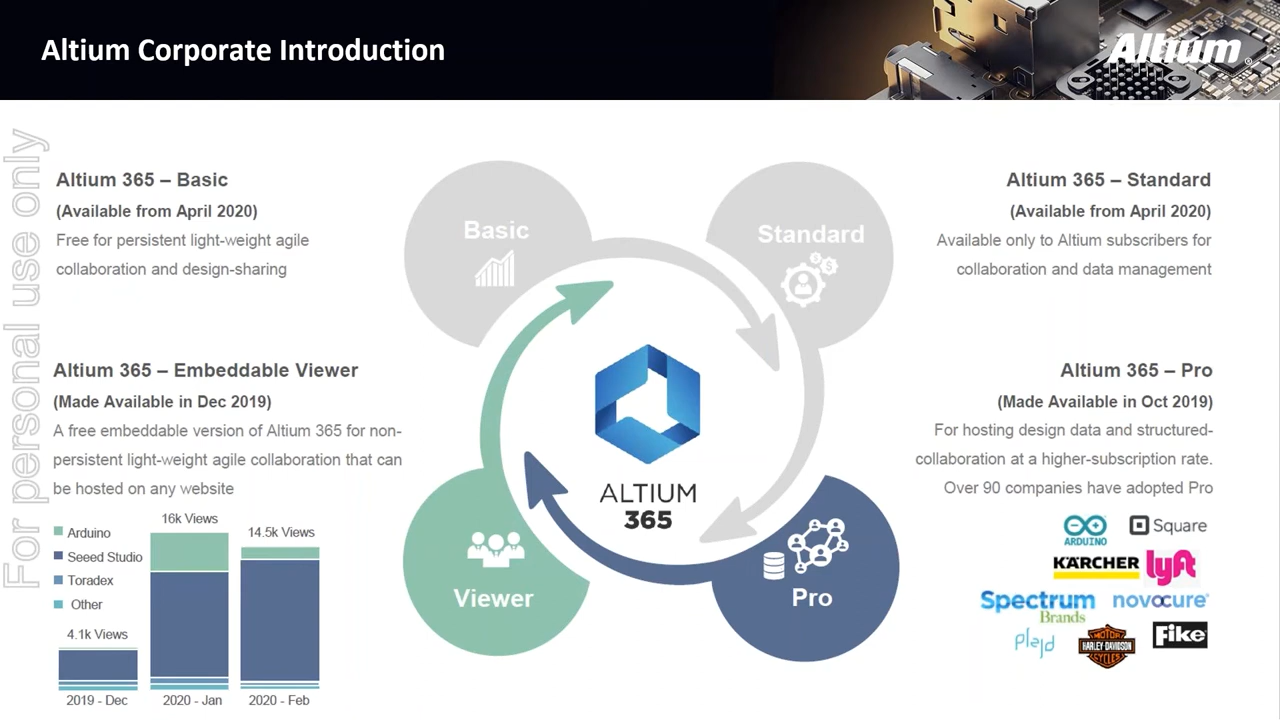 Altium Corporate Introduction
Altium®
For personal use only
Altium 365 – Basic
(Available from April 2020)
Free for persistent light-weight agile
collaboration and design-sharing
Altium 365 – Embeddable Viewer
(Made Available in Dec 2019)
A free embeddable version of Altium 365 for non-
persistent light-weight agile collaboration that can
be hosted on any website
Arduino
Seeed Studio
Toradex
Other
4.1k Views
16k Views
14.5k Views
2019 - Dec
2020 - Jan
2020 - Feb
Basic
Standard
$
$
ALTIUM
365
Viewer
Pro
Altium 365 – Standard
(Available from April 2020)
Available only to Altium subscribers for
collaboration and data management
Altium 365 – Pro
(Made Available in Oct 2019)
For hosting design data and structured-
collaboration at a higher-subscription rate.
Over 90 companies have adopted Pro
ARDUINO
Square
KÄRCHER
lyft
Spectrum
Brands
novocure®
plejd
MOTOR
HARLEY-DAVIDSON
CYCLES
Fike